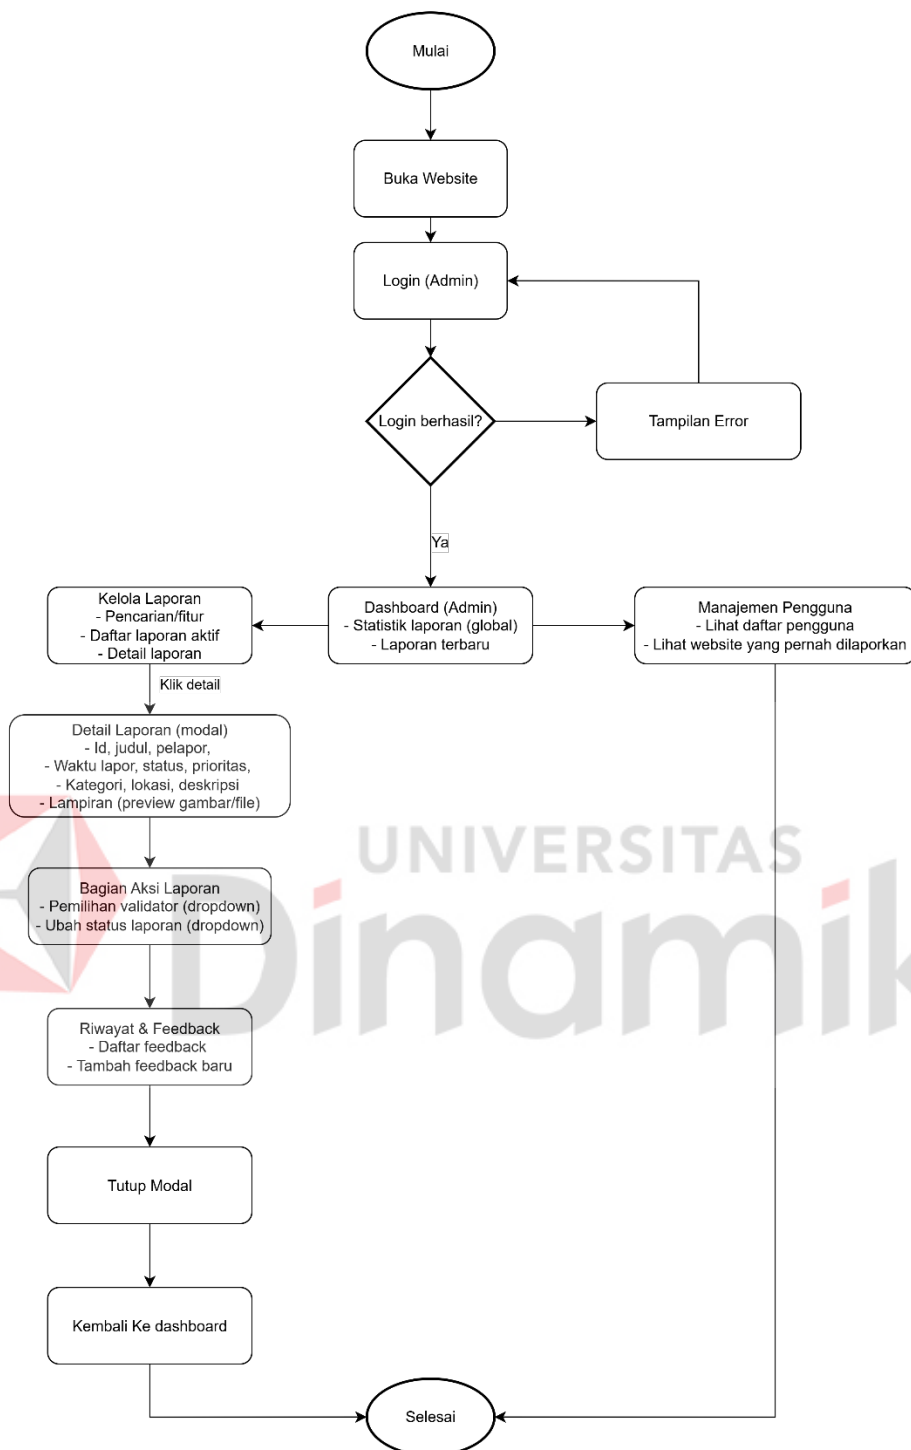 Mulai
Buka Website
Login (Admin)
Login berhasil?
Tampilan Error
Ya
Kelola Laporan
- Pencarian/fitur
- Daftar laporan aktif
- Detail laporan
Dashboard (Admin)
- Statistik laporan (global)
- Laporan terbaru
Manajemen Pengguna
- Lihat daftar pengguna
- Lihat website yang pernah dilaporkan
Klik detail
Detail Laporan (modal)
- Id, judul, pelapor,
- Waktu lapor, status, prioritas,
- Kategori, lokasi, deskripsi
- Lampiran (preview gambar/file)
UNIVERSITAS
Dinamik
Bagian Aksi Laporan
- Pemilihan validator (dropdown)
- Ubah status laporan (dropdown)
Riwayat & Feedback
- Daftar feedback
- Tambah feedback baru
Tutup Modal
Kembali Ke dashboard
Selesai